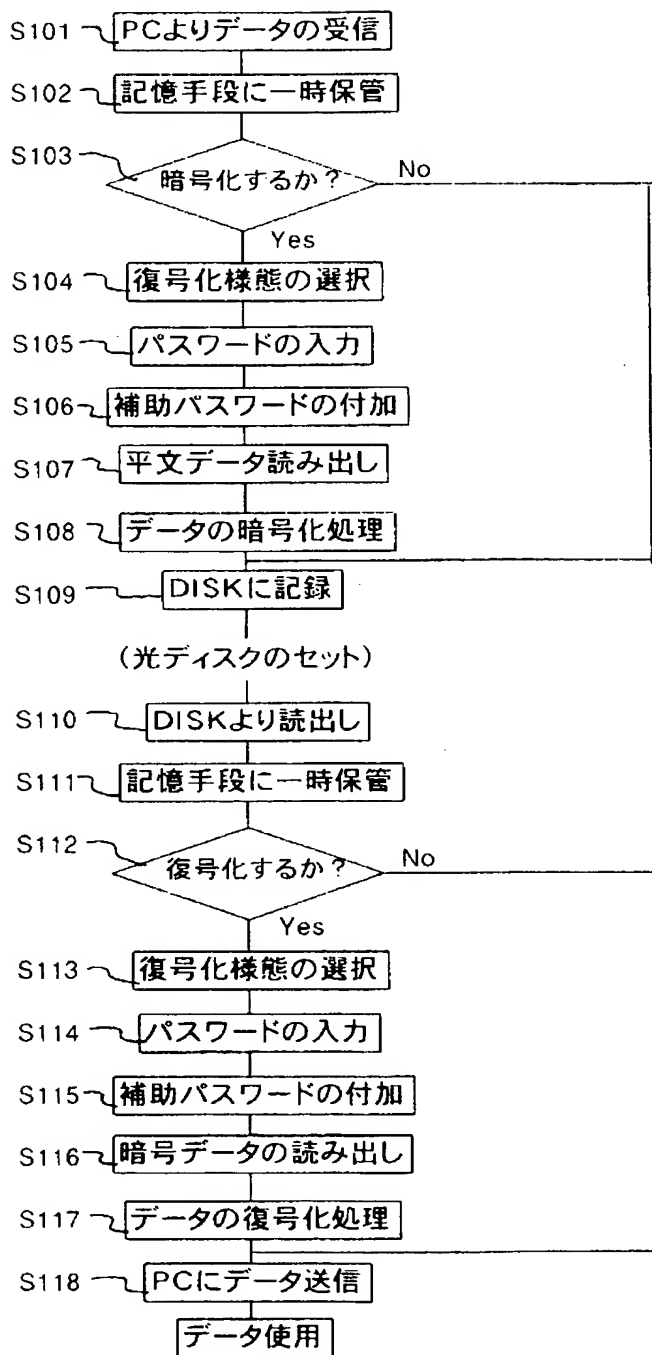 S101 PCよりデータの受信
S102 記憶手段に一時保管
S103 暗号化するか？ No
Yes
S104 復号化様態の選択
S105 パスワードの入力
S106 補助パスワードの付加
S107 平文データ読み出し
S108 データの暗号化処理
S109 DISKに記録
(光ディスクのセット)
S110 DISKより読出し
S111 記憶手段に一時保管
S112 復号化するか？ No
Yes
S113 復号化様態の選択
S114 パスワードの入力
S115 補助パスワードの付加
S116 暗号データの読み出し
S117 データの復号化処理
S118 PCにデータ送信
データ使用